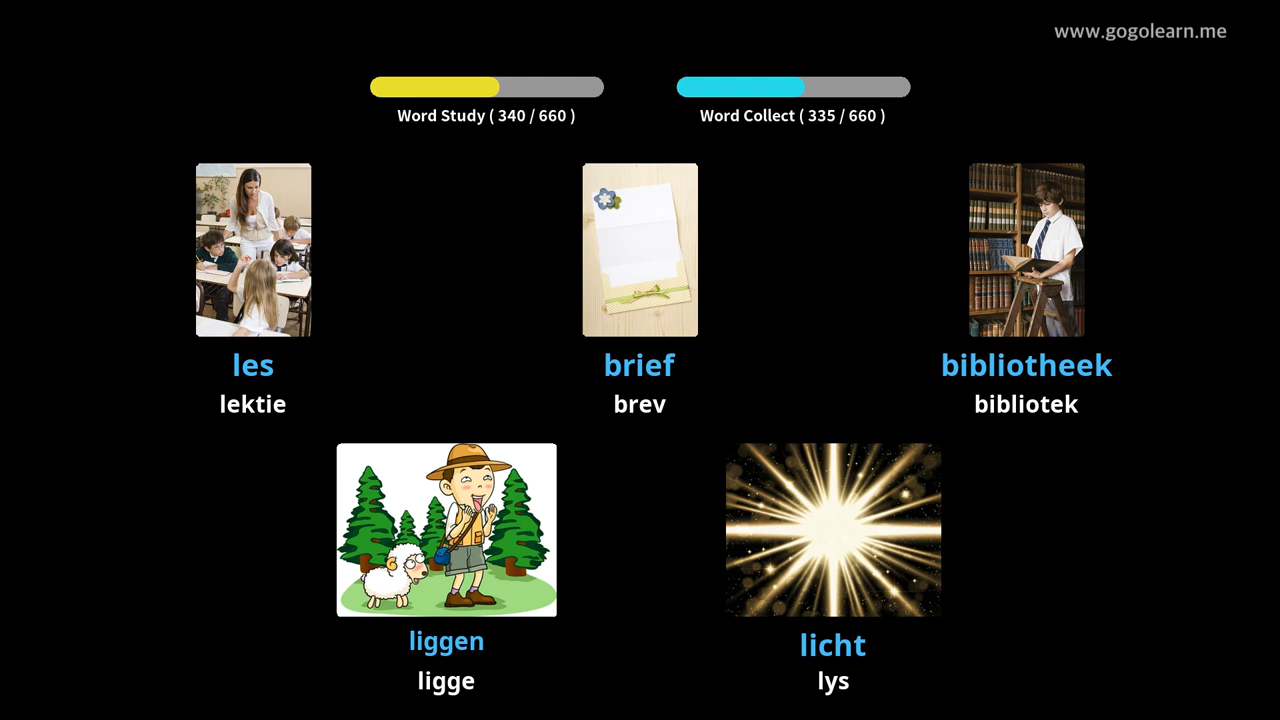 www.gogolearn.me
Word Study ( 340 / 660 )
Word Collect ( 335 / 660 )
les
brief
bibliotheek
lektie
brev
bibliotek
liggen
licht
ligge
lys